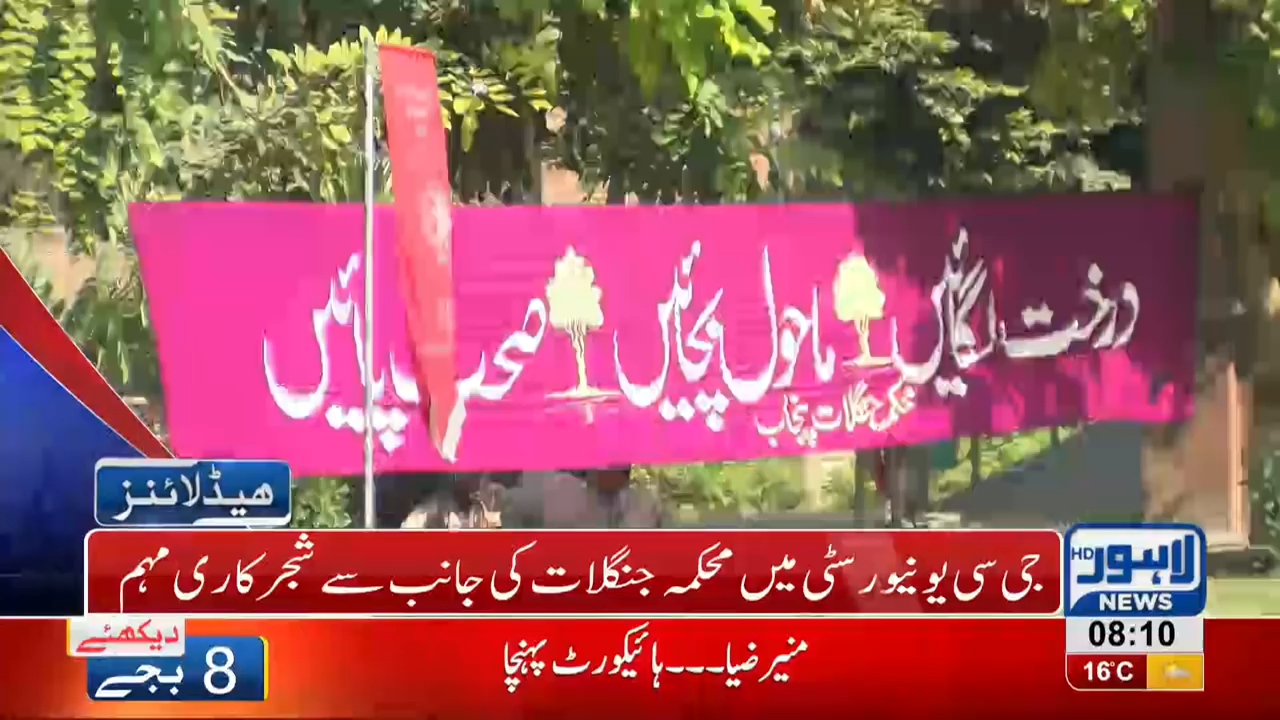 درخت لگائیں ماحول بچائیں صحت پائیں
محکمہ جنگلات پنجاب
ھیڈلائنز
جی سی یونیورسٹی میں محکمہ جنگلات کی جانب سے شجرکاری مہم
HD لاہور
NEWS
08:10
16°C
دیکھئے
8 بجے
منیر ضیا۔۔۔ہائیکورٹ پہنچا